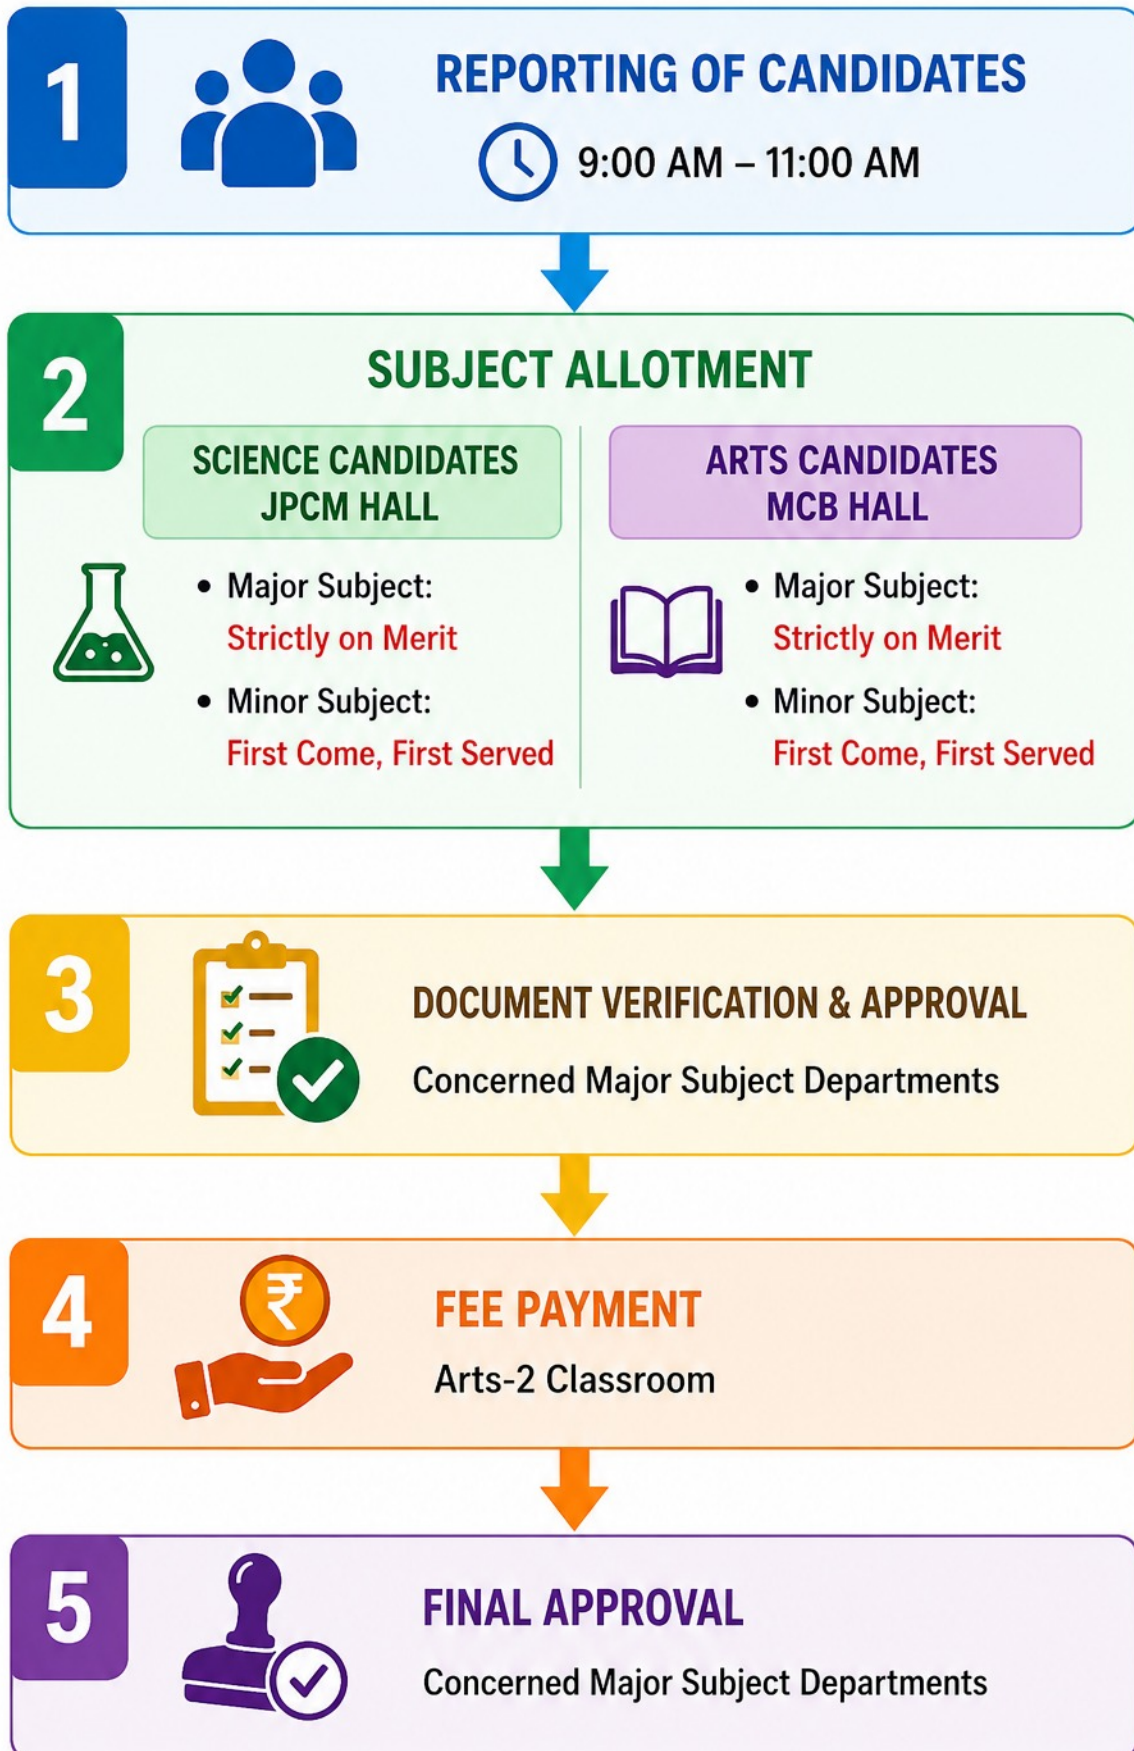 1
REPORTING OF CANDIDATES
9:00 AM – 11:00 AM
2
SUBJECT ALLOTMENT
SCIENCE CANDIDATES
JPCM HALL
• Major Subject:
Strictly on Merit
• Minor Subject:
First Come, First Served
ARTS CANDIDATES
MCB HALL
• Major Subject:
Strictly on Merit
• Minor Subject:
First Come, First Served
3
DOCUMENT VERIFICATION & APPROVAL
Concerned Major Subject Departments
4
₹
FEE PAYMENT
Arts-2 Classroom
5
FINAL APPROVAL
Concerned Major Subject Departments